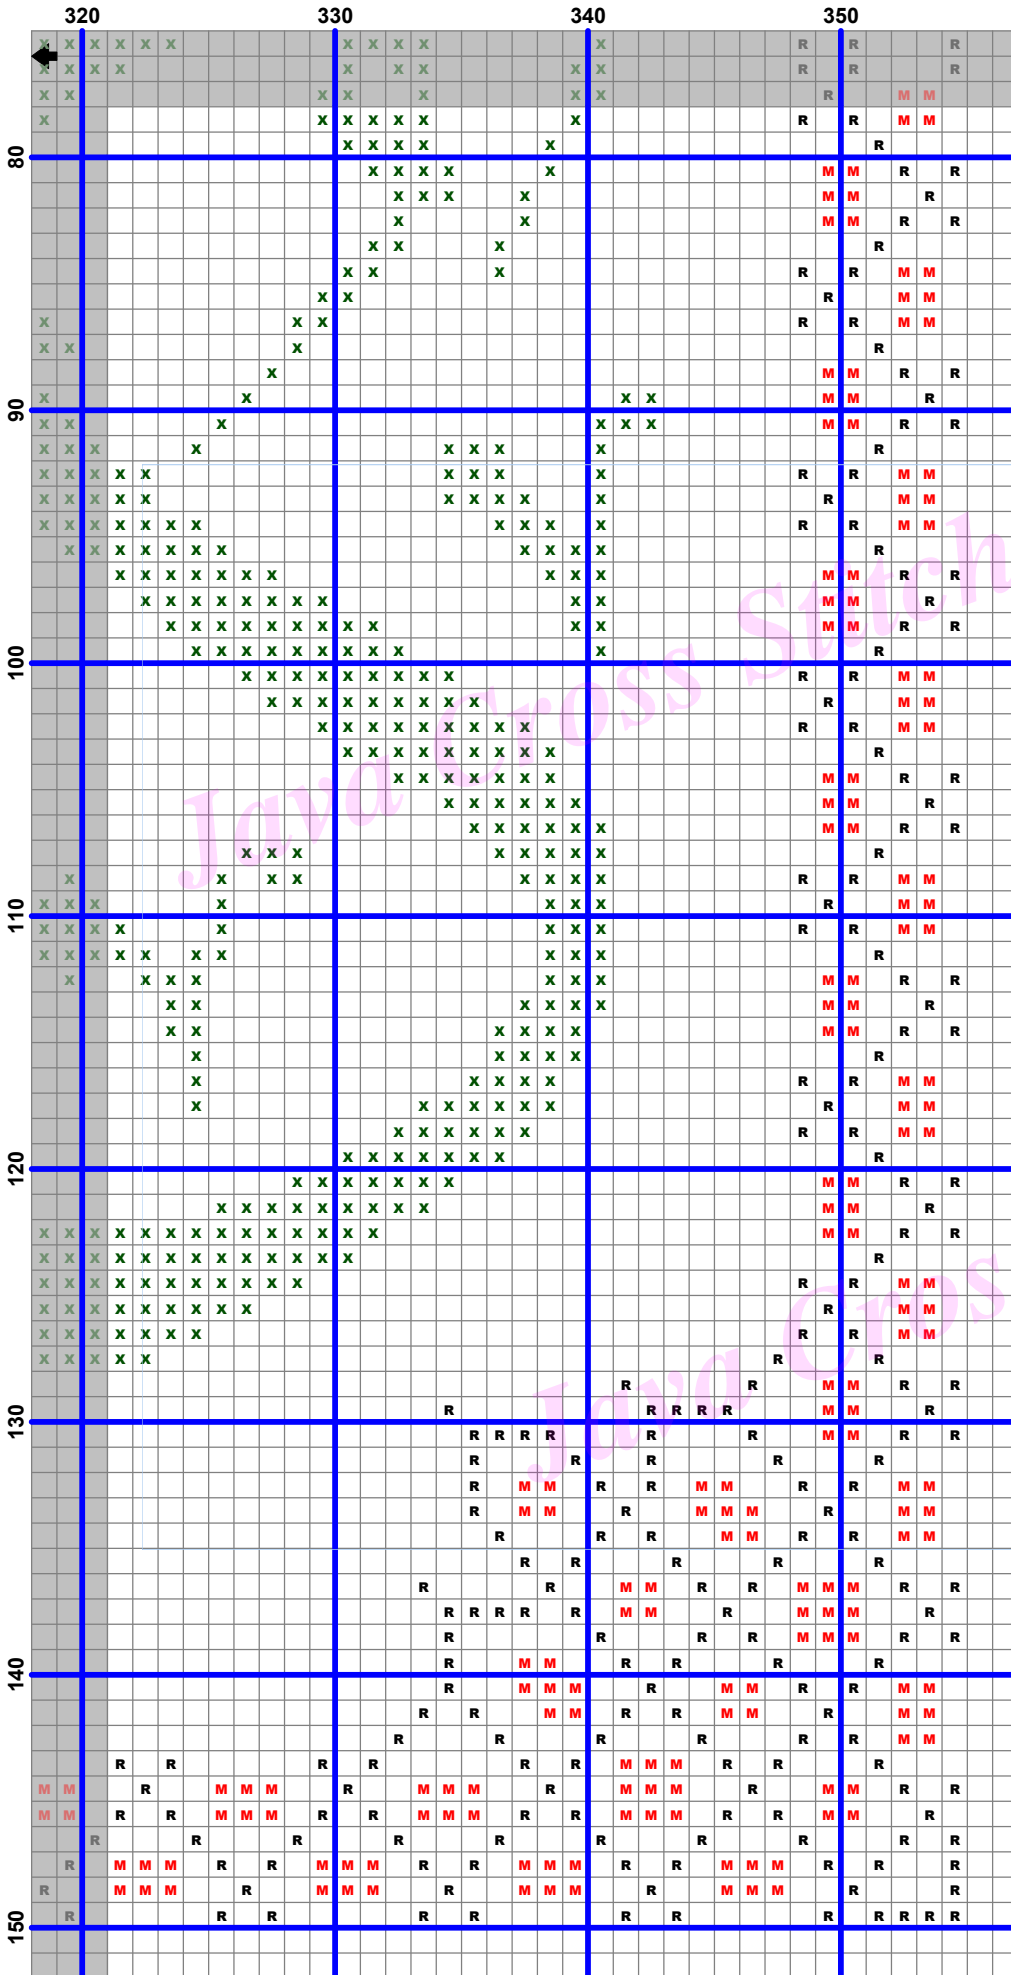 320 330 340 350
X X X X X X X X X X X R R R
X X X X X X X X X R R R
X X X X X X X R M M
X X X X X X X R R M M
X X X X X R
80
X X X X X M M R R
X X X X M M R
X X M M R R
X X X R
X X X R R M M
X X R M M
X X X R R M M
X X X R
X M M R R
X X X X M M R
90
X X X X X X M M R R
X X X X X X X X R
X X X X X X X X X R R M M
X X X X X X X X X X R M M
X X X X X X X X X X X R R M M
X X X X X X X X X X X R
X X X X X X X X X X M M R R
X X X X X X X X X X M M R
X X X X X X X X X X X M M R R
X X X X X X X X X X R
100
X X X X X X X X X R R M M
X X X X X X X X X R M M
X X X X X X X X X R R M M
X X X X X X X X X R
X X X X X X X M M R R
X X X X X X M M R
X X X X X X M M R R
X X X X X X X X R
X X X X X X X X R R M M
X X X X X X X R M M
110
X X X X X X X X R R M M
X X X X X X X X X X R
X X X X X X X M M R R
X X X X X X M M R
X X X X X X M M R R
X X X X X R
X X X X X R R M M
X X X X X X X R M M
X X X X X X R R M M
X X X X X X X R
120
X X X X X X X M M R R
X X X X X X X X X M M R
X X X X X X X X X X X X X X M M R R
X X X X X X X X X X X X X R
X X X X X X X X X X X R R M M
X X X X X X X X X R M M
X X X X X X X R R M M
X X X X X R R
R R M M R R
R R R R R M M R
130
R R R R R R M M R R
R R R R R
R M M R R M M R R M M
R M M R M M M R M M
R R R M M R R M M
R R R R R
R R M M R R M M M R R
R R R R R M M R M M M R
R R R R M M M R R
R M M R R R R
140
R M M M R M M R R M M
R R M M R R M M R M M
R R R R R R M M
R R R R R R M M M R R R
M M R M M M R M M M R M M M R M M R R
M M R R M M M R R M M M R R M M M R R M M R
R R R R R R R R R R R
R M M M R R M M M R R M M M R R M M M R R R
R M M M R M M M R M M M R M M M R R
R R R R R R R R R R R R
150
Java Cross Stitch
Java Cros